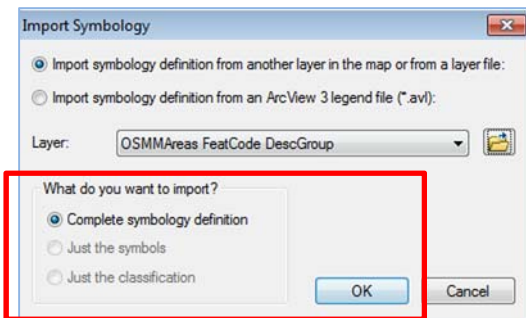 Import Symbology
Import symbology definition from another layer in the map or from a layer file:
Import symbology definition from an ArcView 3 legend file (*.avl):
Layer: OSMMAreas FeatCode DescGroup
What do you want to import?
Complete symbology definition
Just the symbols
Just the classification
OK Cancel